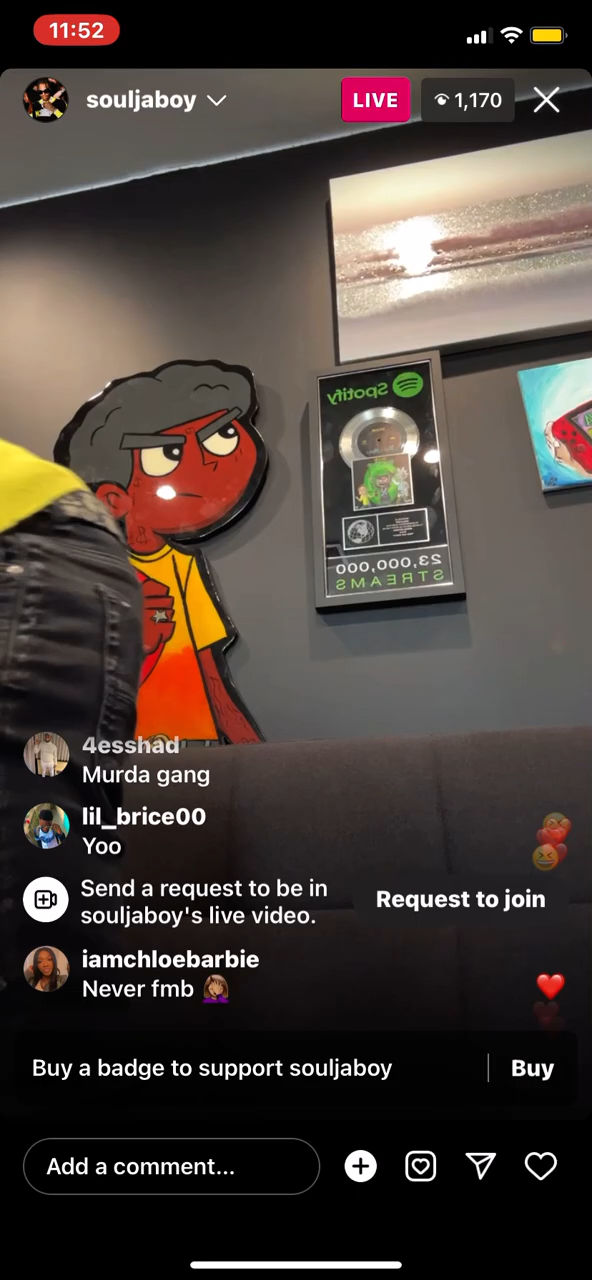 11:52
souljaboy
LIVE
1,170
Spotify
23,000,000
STREAMS
4esshad
Murda gang
lil_brice00
Yoo
Send a request to be in
souljaboy's live video.
Request to join
iamchloebarbie
Never fmb 🤦🏽‍♀️
Buy a badge to support souljaboy
Buy
Add a comment...